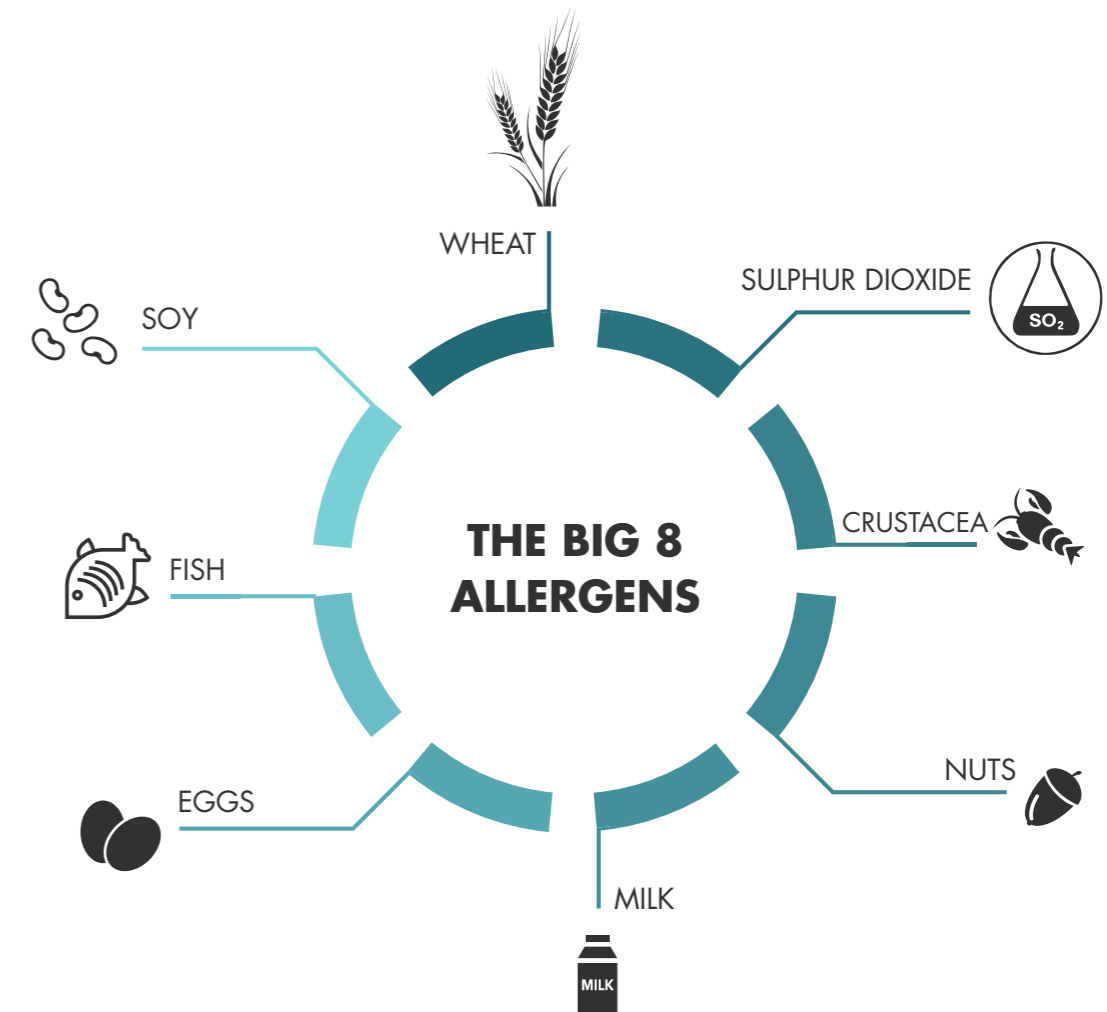 WHEAT
SULPHUR DIOXIDE
SO₂
SOY
CRUSTACEA
THE BIG 8
ALLERGENS
FISH
NUTS
EGGS
MILK
MILK